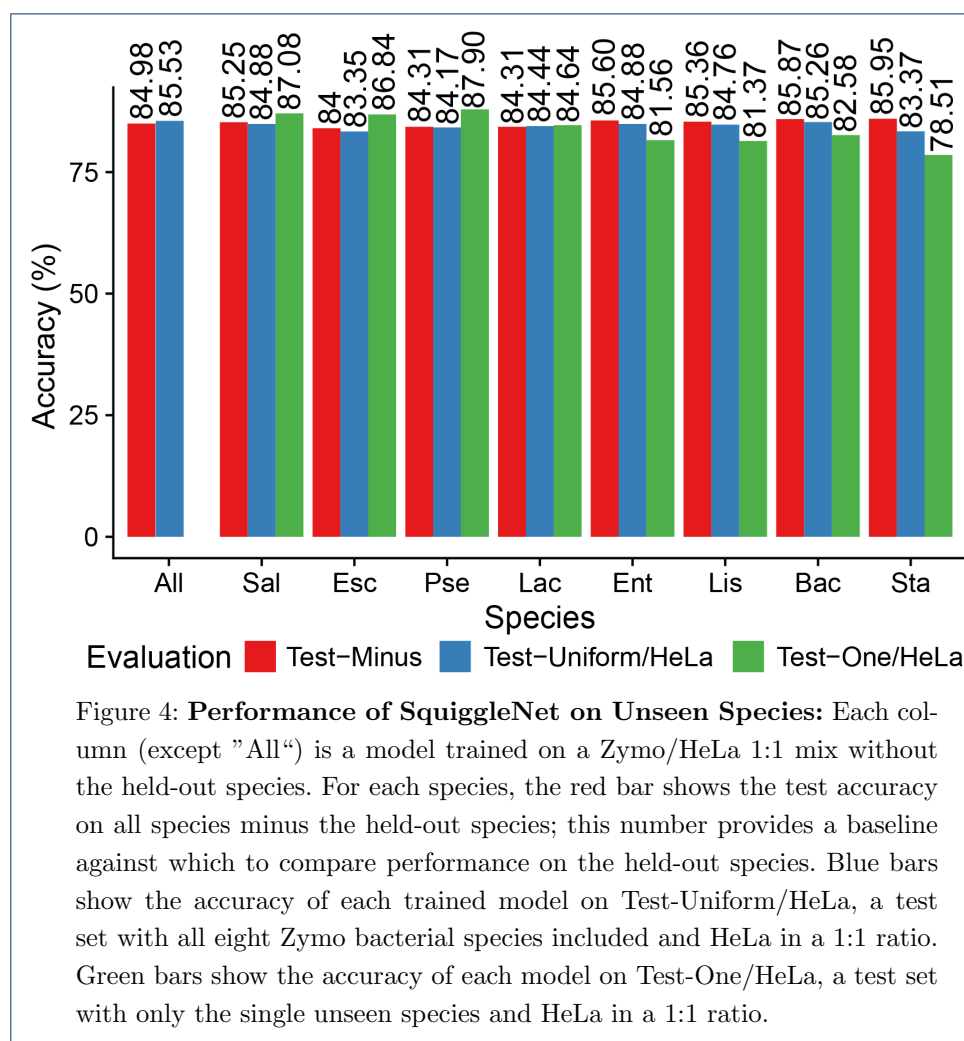 84.98
85.53
85.25
84.88
87.08
84
83.35
86.84
84.31
84.17
87.90
84.31
84.44
84.64
85.60
84.88
81.56
85.36
84.76
81.37
85.87
85.26
82.58
85.95
83.37
78.51
Accuracy (%)
75
50
25
0
All Sal Esc Pse Lac Ent Lis Bac Sta
Species
Evaluation Test−Minus Test−Uniform/HeLa Test−One/HeLa
Figure 4: Performance of SquiggleNet on Unseen Species: Each col-
umn (except ”All“) is a model trained on a Zymo/HeLa 1:1 mix without
the held-out species. For each species, the red bar shows the test accuracy
on all species minus the held-out species; this number provides a baseline
against which to compare performance on the held-out species. Blue bars
show the accuracy of each trained model on Test-Uniform/HeLa, a test
set with all eight Zymo bacterial species included and HeLa in a 1:1 ratio.
Green bars show the accuracy of each model on Test-One/HeLa, a test set
with only the single unseen species and HeLa in a 1:1 ratio.